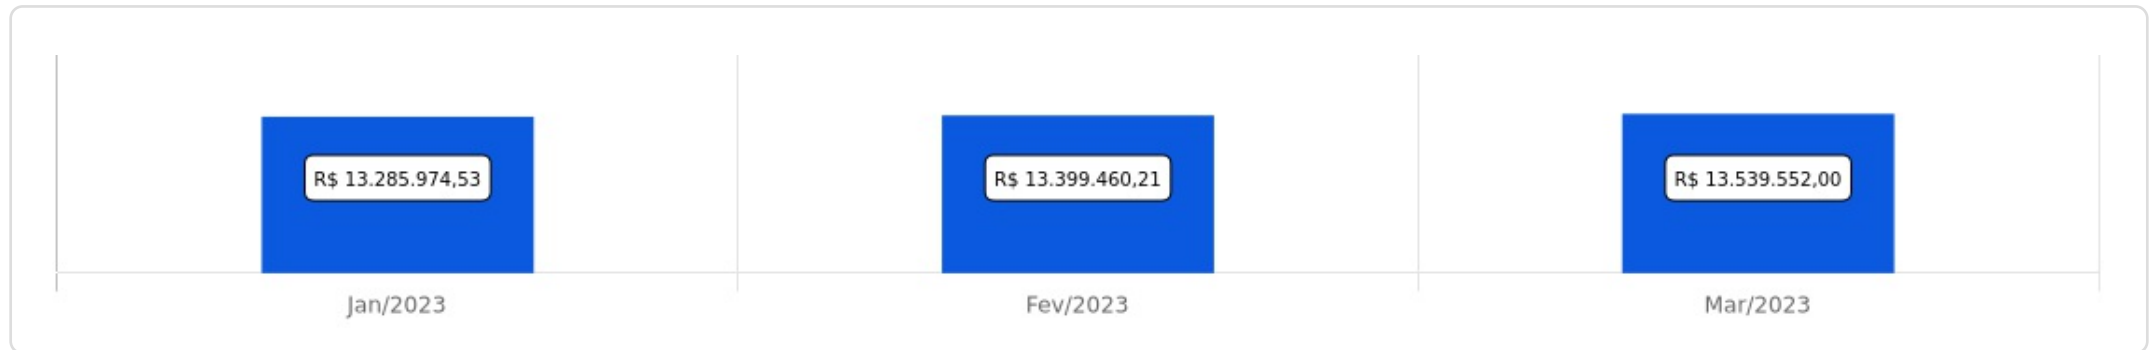 R$ 13.285.974,53
R$ 13.399.460,21
R$ 13.539.552,00
Jan/2023
Fev/2023
Mar/2023